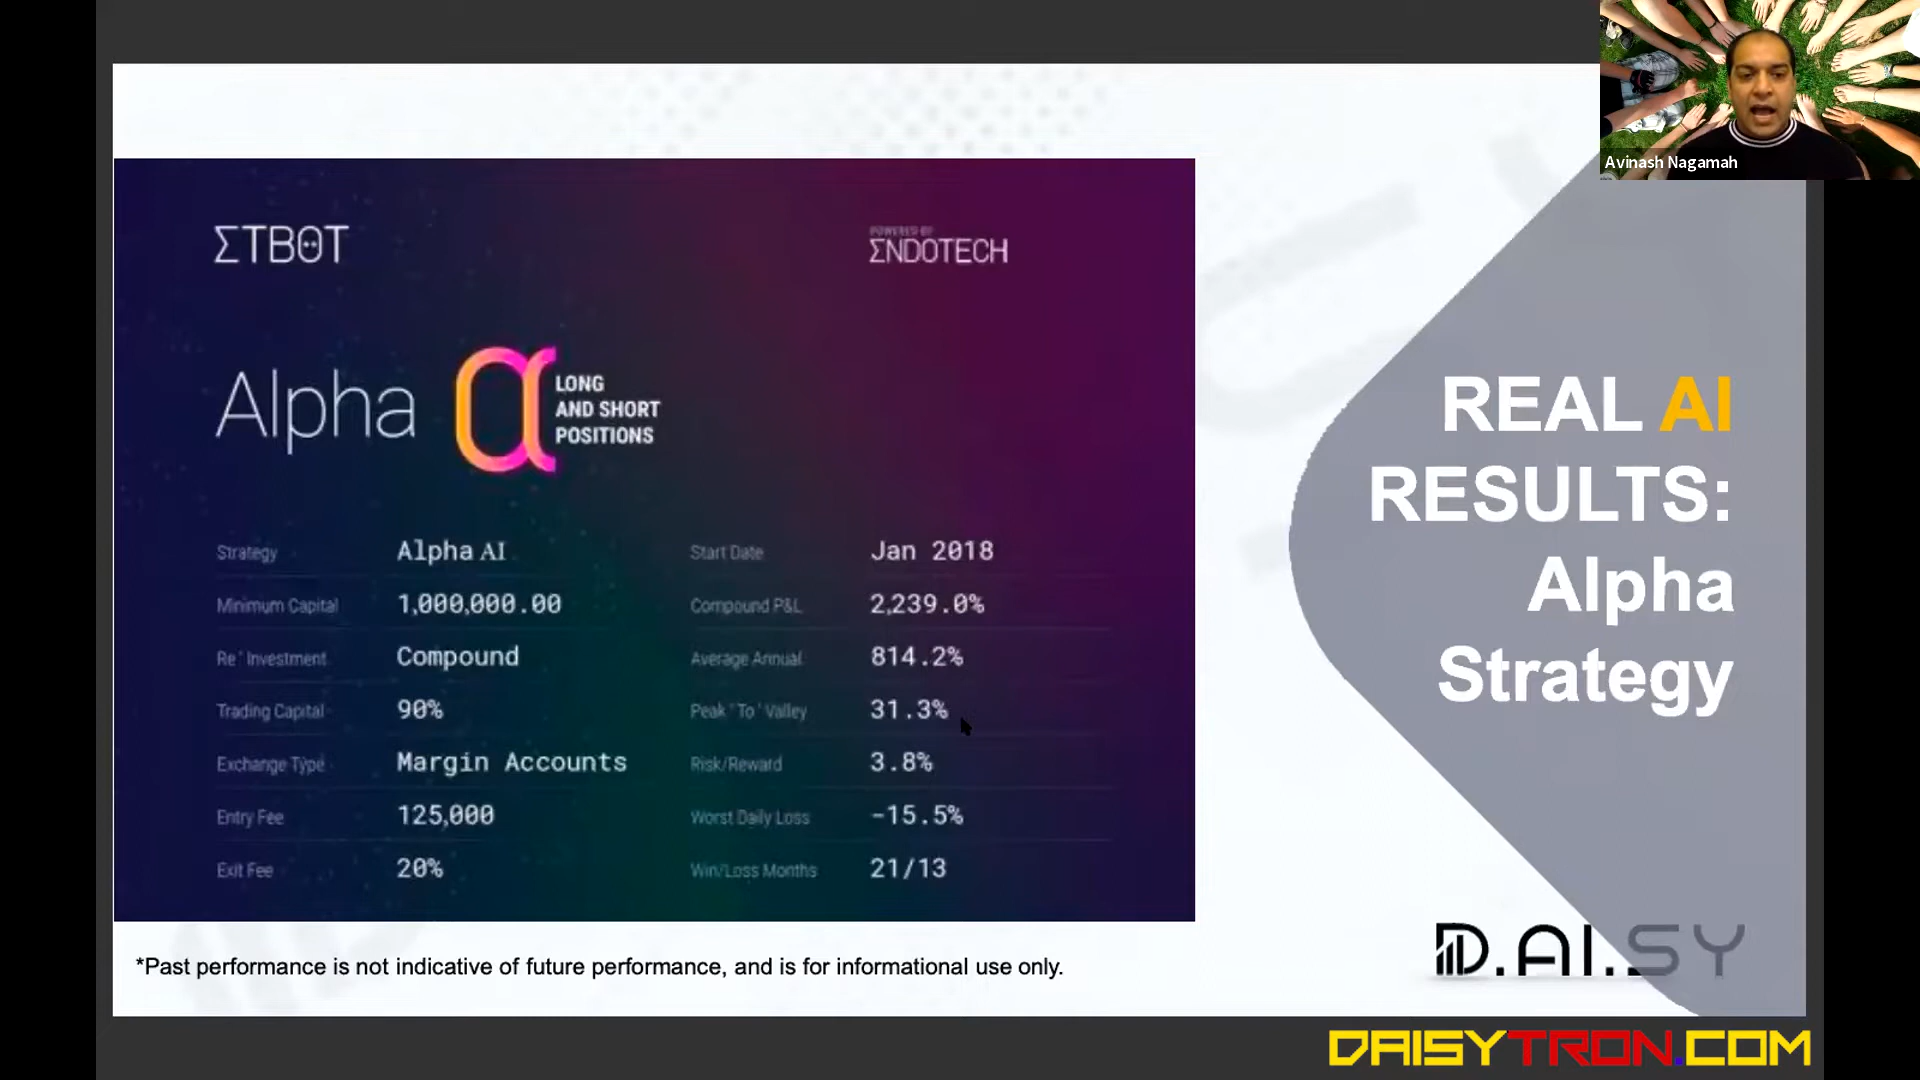 Avinash Nagamah
ΣTBOT
POWERED BY
ΣNDOTECH
Alpha
α
LONG
AND SHORT
POSITIONS
Strategy Alpha AI Start Date Jan 2018
Minimum Capital 1,000,000.00 Compound P&L 2,239.0%
Re'Investment Compound Average Annual 814.2%
Trading Capital 90% Peak'To'Valley 31.3%
Exchange Type Margin Accounts Risk/Reward 3.8%
Entry Fee 125,000 Worst Daily Loss -15.5%
Exit Fee 20% Win/Loss Months 21/13
REAL AI
RESULTS:
Alpha
Strategy
*Past performance is not indicative of future performance, and is for informational use only.
D.AI.SY
DAISYTRON.COM